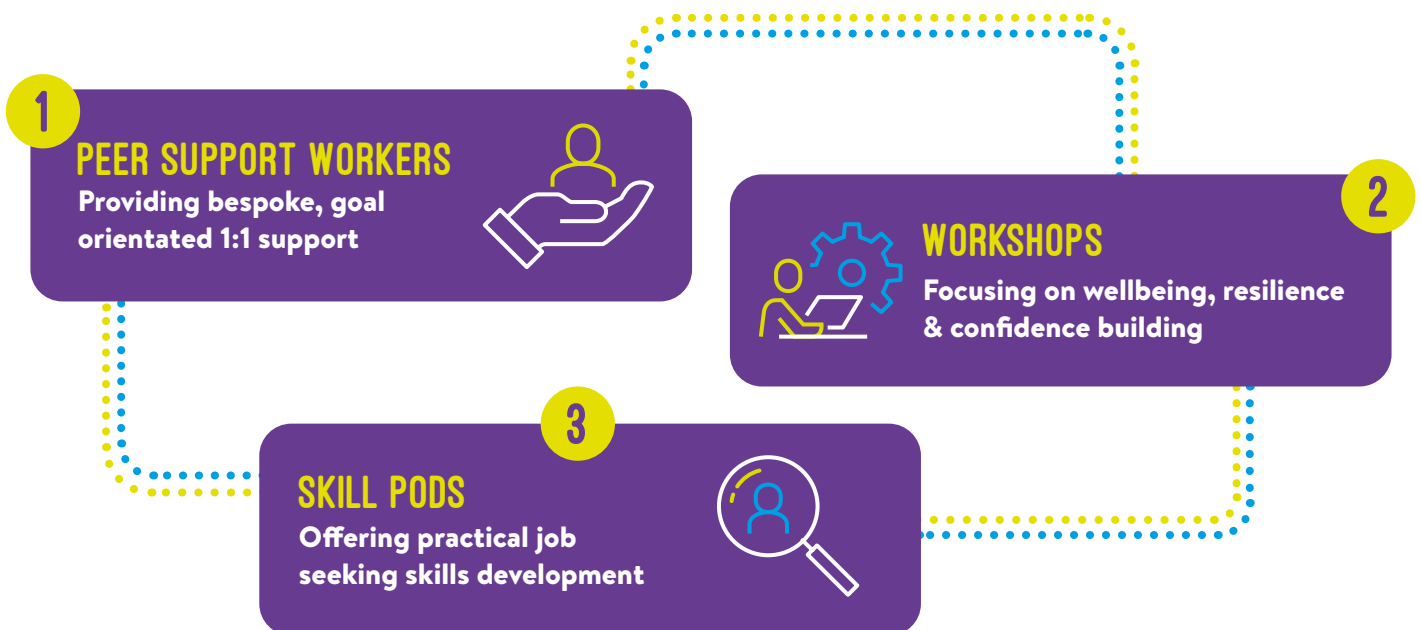 1
PEER SUPPORT WORKERS
Providing bespoke, goal
orientated 1:1 support
2
WORKSHOPS
Focusing on wellbeing, resilience
& confidence building
3
SKILL PODS
Offering practical job
seeking skills development